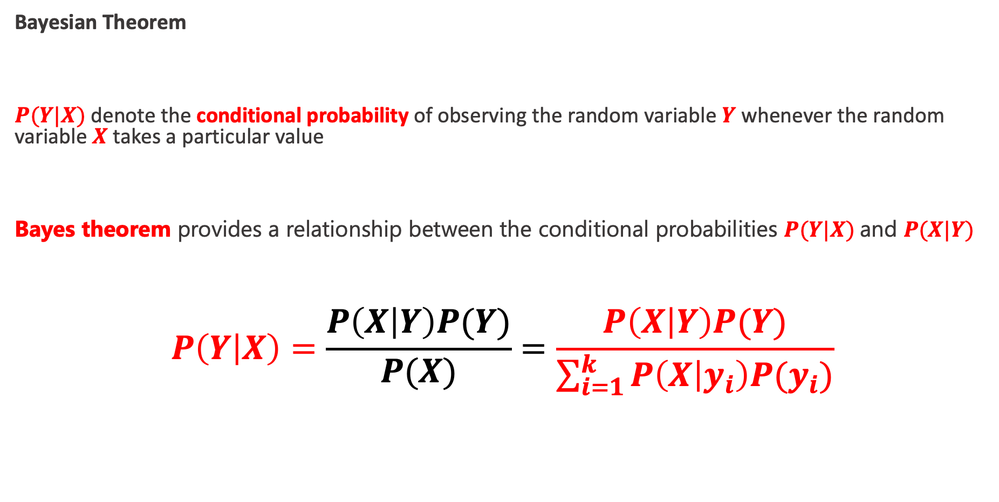 Bayesian Theorem
P(Y|X) denote the conditional probability of observing the random variable Y whenever the random
variable X takes a particular value
Bayes theorem provides a relationship between the conditional probabilities P(Y|X) and P(X|Y)
P(Y|X) = \frac{P(X|Y)P(Y)}{P(X)} = \frac{P(X|Y)P(Y)}{\sum_{i=1}^{k} P(X|y_i)P(y_i)}